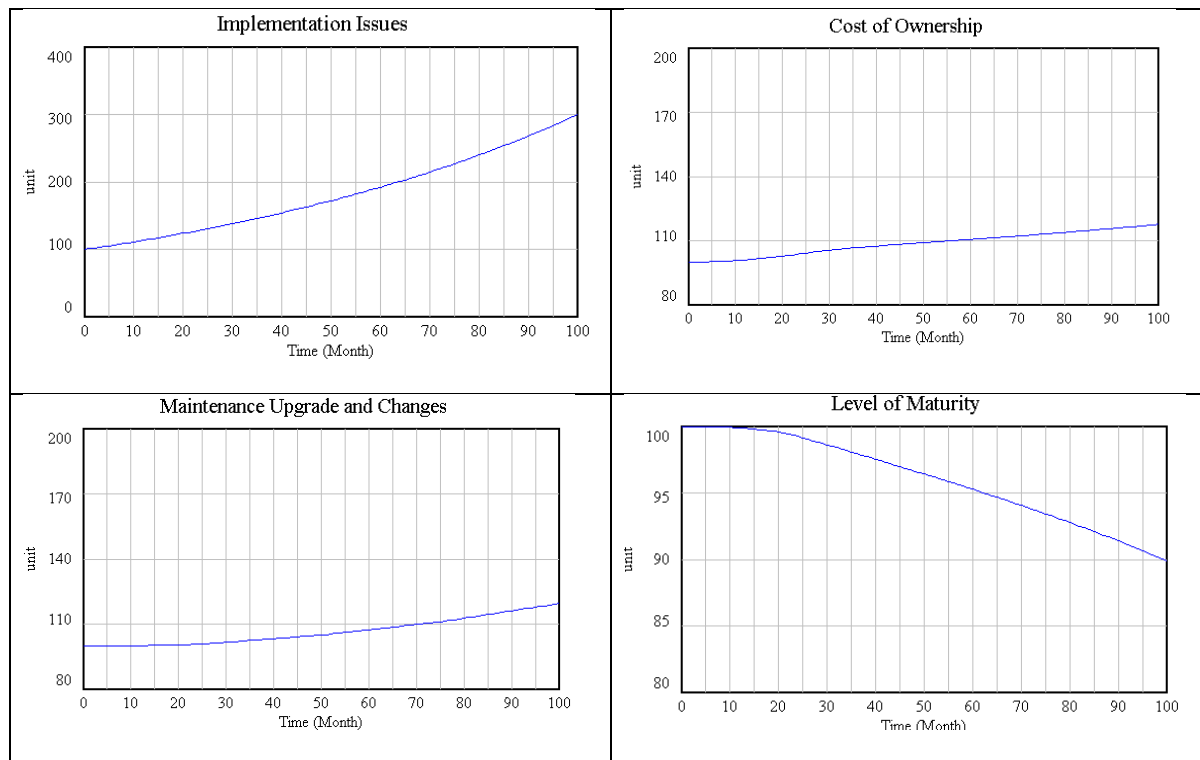 Implementation Issues
400
300
200
100
0
unit
0 10 20 30 40 50 60 70 80 90 100
Time (Month)
Cost of Ownership
200
170
140
110
80
unit
0 10 20 30 40 50 60 70 80 90 100
Time (Month)
Maintenance Upgrade and Changes
200
170
140
110
80
unit
0 10 20 30 40 50 60 70 80 90 100
Time (Month)
Level of Maturity
100
95
90
85
80
unit
0 10 20 30 40 50 60 70 80 90 100
Time (Month)